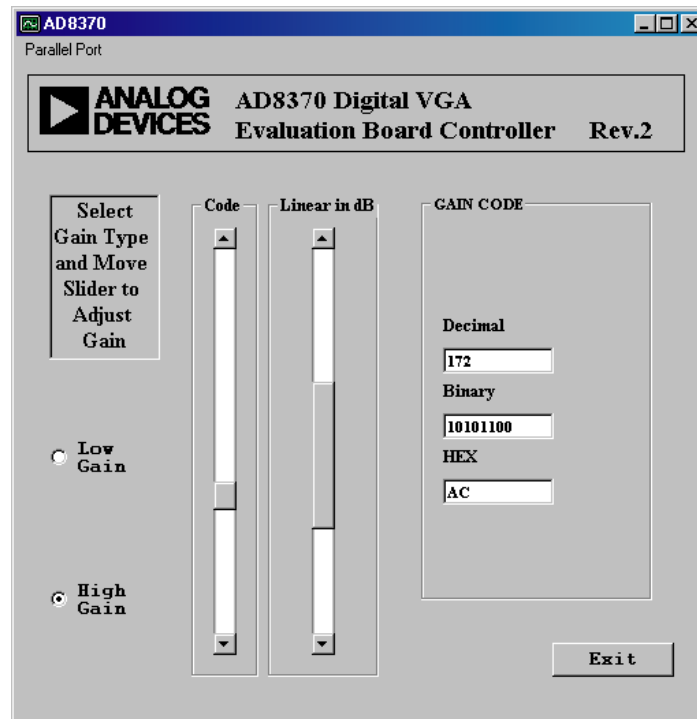 AD8370
Parallel Port
ANALOG
DEVICES
AD8370 Digital VGA
Evaluation Board Controller Rev.2
Select
Gain Type
and Move
Slider to
Adjust
Gain
Low
Gain
High
Gain
Code
Linear in dB
GAIN CODE
Decimal
172
Binary
10101100
HEX
AC
Exit